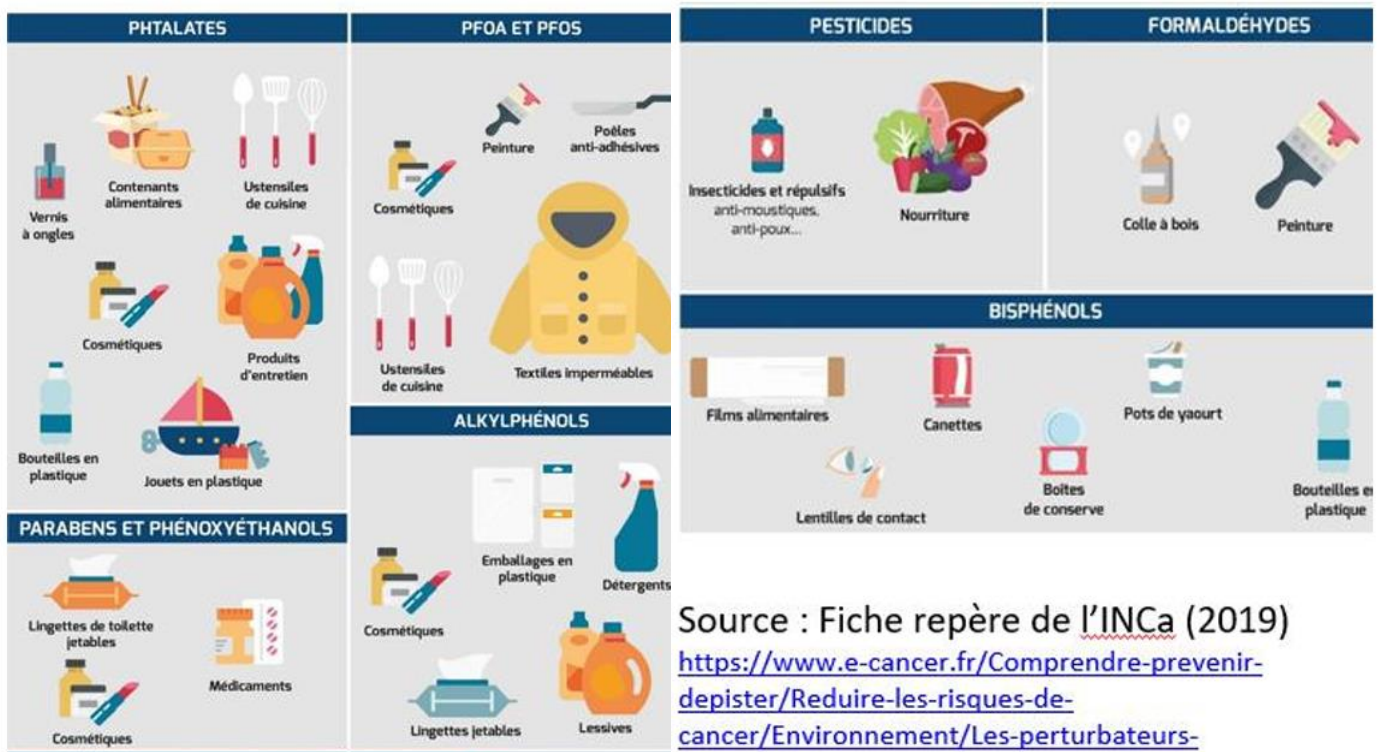 PHTALATES
Vernis
à ongles
Contenants
alimentaires
Ustensiles
de cuisine
Cosmétiques
Produits
d'entretien
Bouteilles en
plastique
Jouets en plastique
PARABENS ET PHÉNOXYÉTHANOLS
Lingettes de toilette
jetables
Médicaments
Cosmétiques
PFOA ET PFOS
Peinture
Poêles
anti-adhésives
Cosmétiques
Ustensiles
de cuisine
Textiles imperméables
ALKYLPHÉNOLS
Emballages en
plastique
Détergents
Cosmétiques
Lingettes jetables
Lessives
PESTICIDES
Insecticides et répulsifs
anti-moustiques,
anti-poux...
Nourriture
FORMALDÉHYDES
Colle à bois
Peinture
BISPHÉNOLS
Films alimentaires
Canettes
Pots de yaourt
Lentilles de contact
Boîtes
de conserve
Bouteilles en
plastique
Source : Fiche repère de l'INCa (2019)
https://www.e-cancer.fr/Comprendre-prevenir-
depister/Reduire-les-risques-de-
cancer/Environnement/Les-perturbateurs-